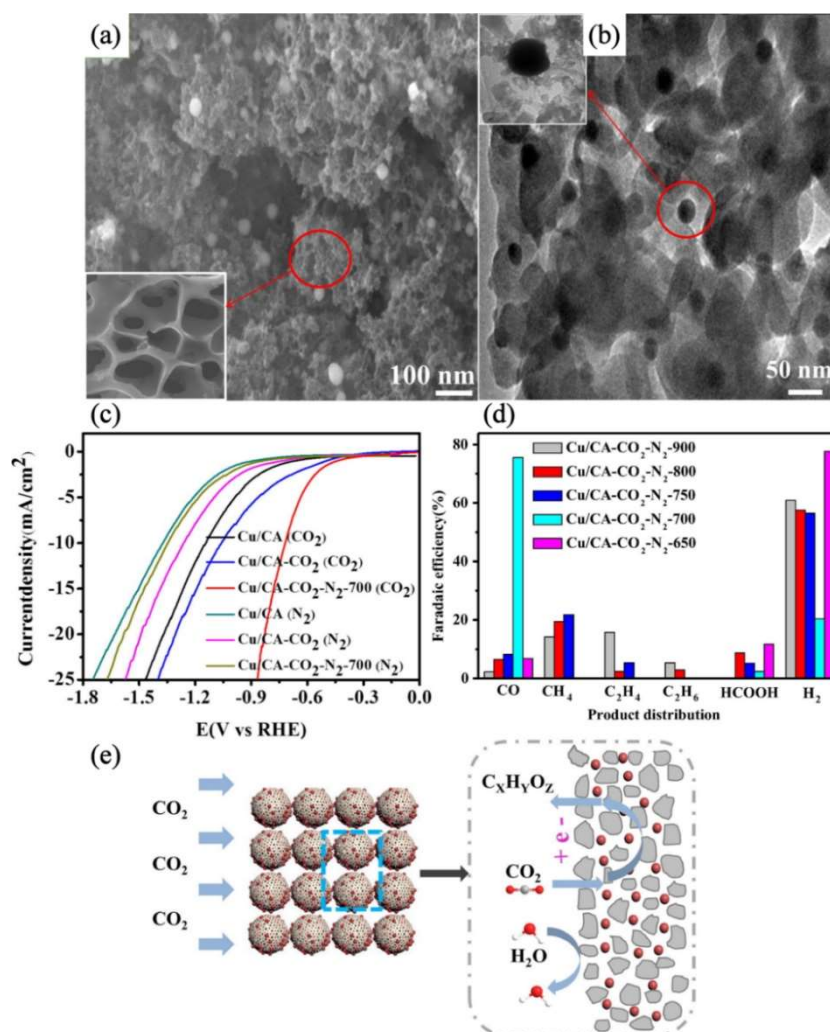 (a)
100 nm
(b)
50 nm
(c)
0
-5
-10
-15
-20
-25
Currentdensity(mA/cm²)
Cu/CA (CO₂)
Cu/CA-CO₂ (CO₂)
Cu/CA-CO₂-N₂-700 (CO₂)
Cu/CA (N₂)
Cu/CA-CO₂ (N₂)
Cu/CA-CO₂-N₂-700 (N₂)
-1.8 -1.5 -1.2 -0.9 -0.6 -0.3 0.0
E(V vs RHE)
(d)
80
60
40
20
0
Faradaic efficiency(%)
Cu/CA-CO₂-N₂-900
Cu/CA-CO₂-N₂-800
Cu/CA-CO₂-N₂-750
Cu/CA-CO₂-N₂-700
Cu/CA-CO₂-N₂-650
CO CH₄ C₂H₄ C₂H₆ HCOOH H₂
Product distribution
(e)
CO₂
CO₂
CO₂
CO₂
CXHYOZ
+ e -
CO₂
H₂O